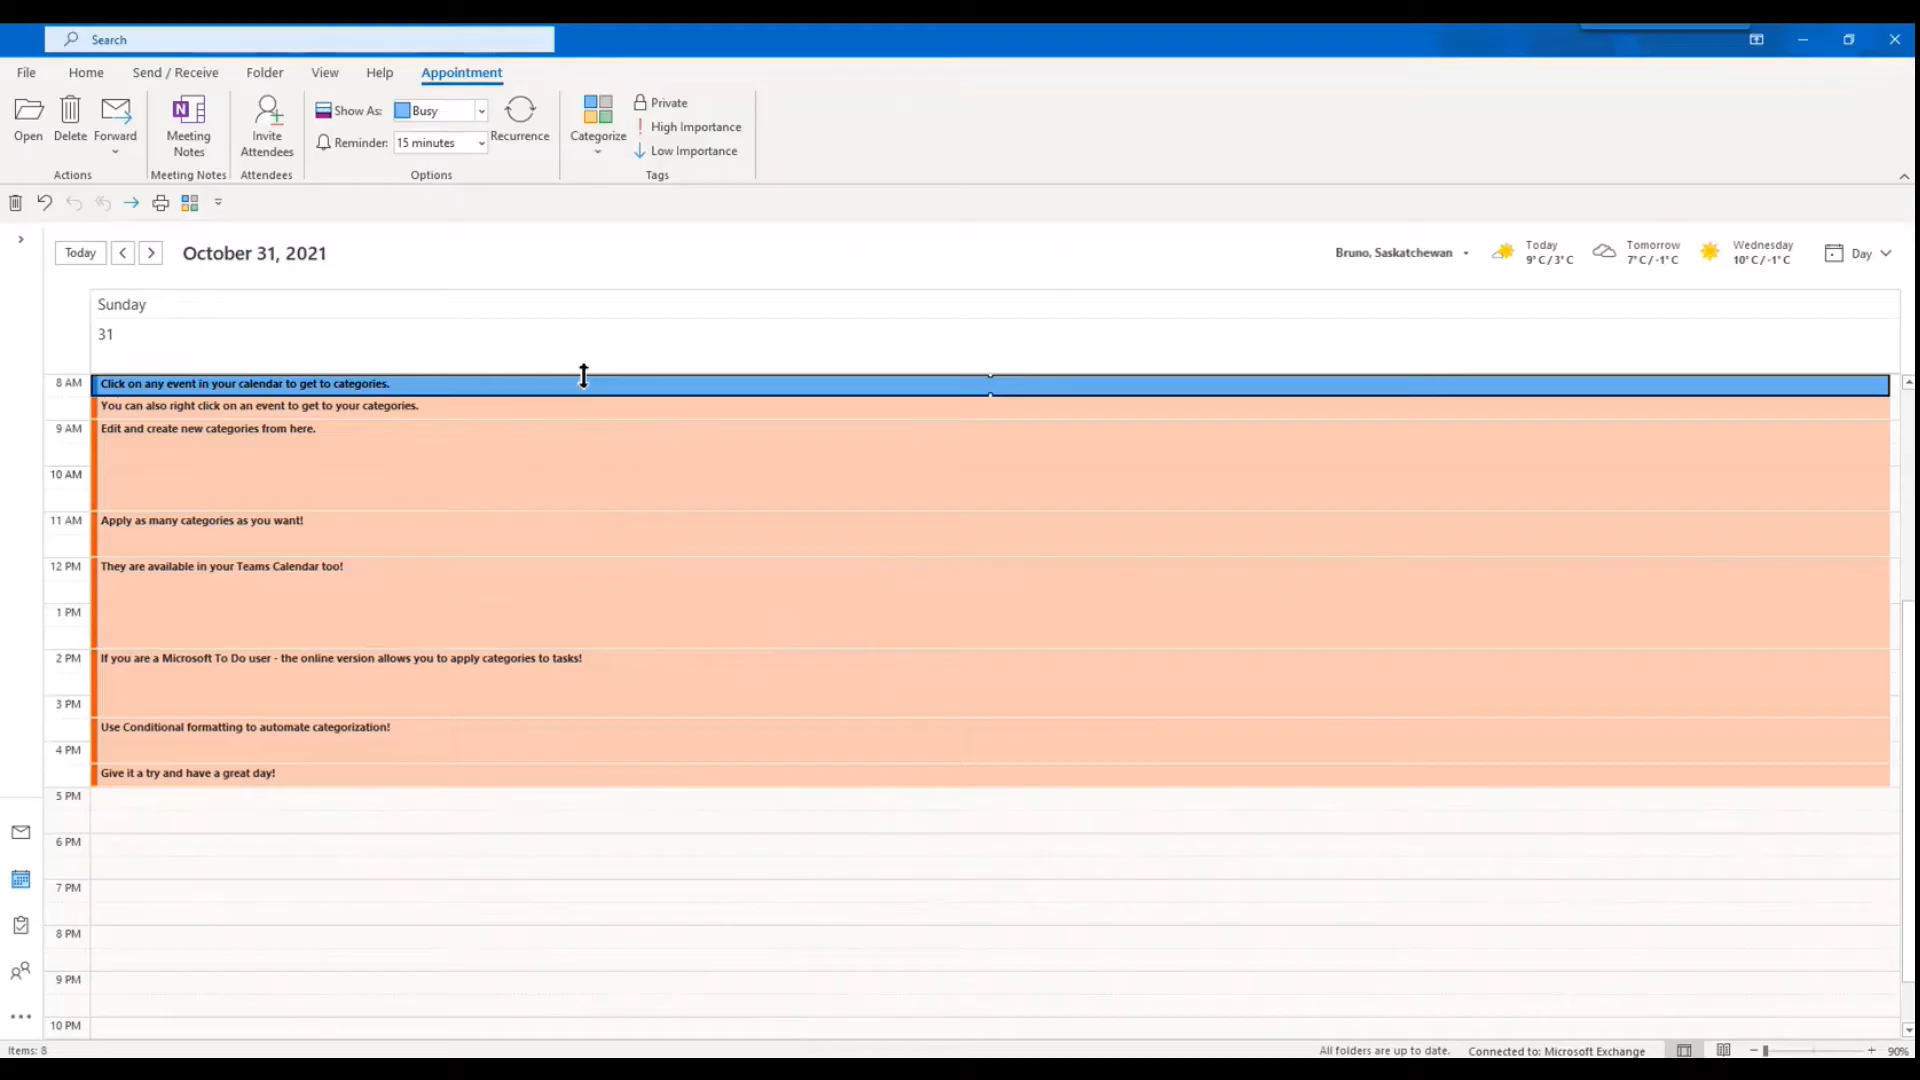 Search
File Home Send / Receive Folder View Help Appointment
Open Delete Forward
Meeting
Notes
Invite
Attendees
Show As: Busy
Reminder: 15 minutes
Recurrence
Categorize
Private
High Importance
Low Importance
Actions Meeting Notes Attendees Options Tags
Today October 31, 2021
Bruno, Saskatchewan
Today
9° C / 3° C
Tomorrow
7° C / -1° C
Wednesday
10° C / -1° C
Day
Sunday
31
8 AM Click on any event in your calendar to get to categories.
You can also right click on an event to get to your categories.
9 AM Edit and create new categories from here.
10 AM
11 AM Apply as many categories as you want!
12 PM They are available in your Teams Calendar too!
1 PM
2 PM If you are a Microsoft To Do user - the online version allows you to apply categories to tasks!
3 PM
Use Conditional formatting to automate categorization!
4 PM
Give it a try and have a great day!
5 PM
6 PM
7 PM
8 PM
9 PM
10 PM
Items: 8 All folders are up to date. Connected to: Microsoft Exchange 90%